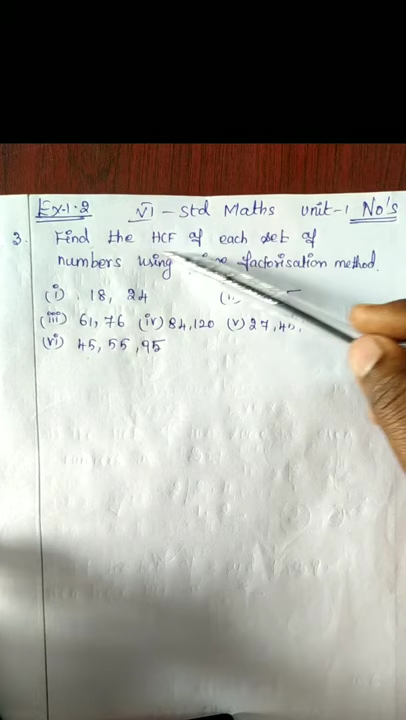 Ex.1.2 VI - Std Maths Unit-1 No's
3. Find the HCF of each set of
numbers using factorisation method.
(i) 18, 24
(iii) 61, 76 (iv) 84, 120 (v) 27, 45,
(vi) 45, 55, 95